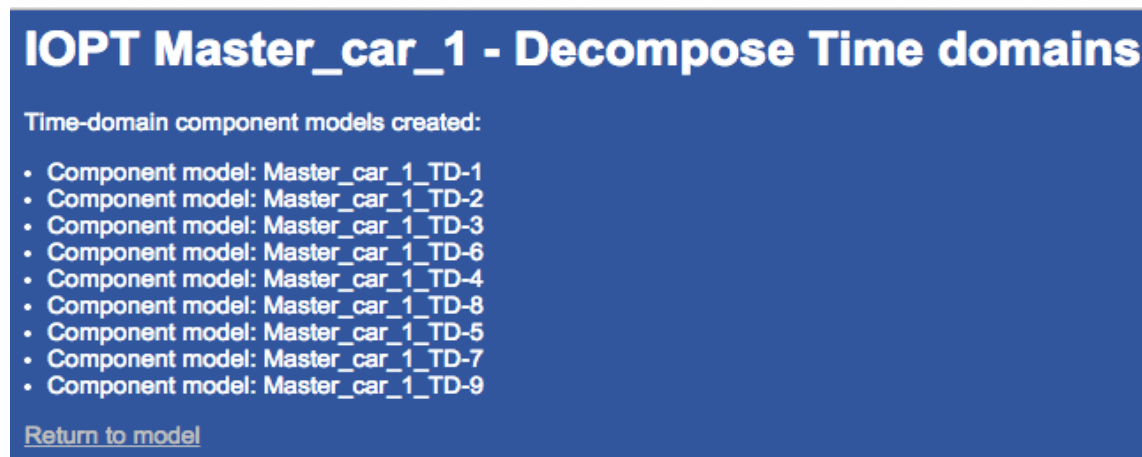 IOPT Master_car_1 - Decompose Time domains
Time-domain component models created:
• Component model: Master_car_1_TD-1
• Component model: Master_car_1_TD-2
• Component model: Master_car_1_TD-3
• Component model: Master_car_1_TD-6
• Component model: Master_car_1_TD-4
• Component model: Master_car_1_TD-8
• Component model: Master_car_1_TD-5
• Component model: Master_car_1_TD-7
• Component model: Master_car_1_TD-9
Return to model